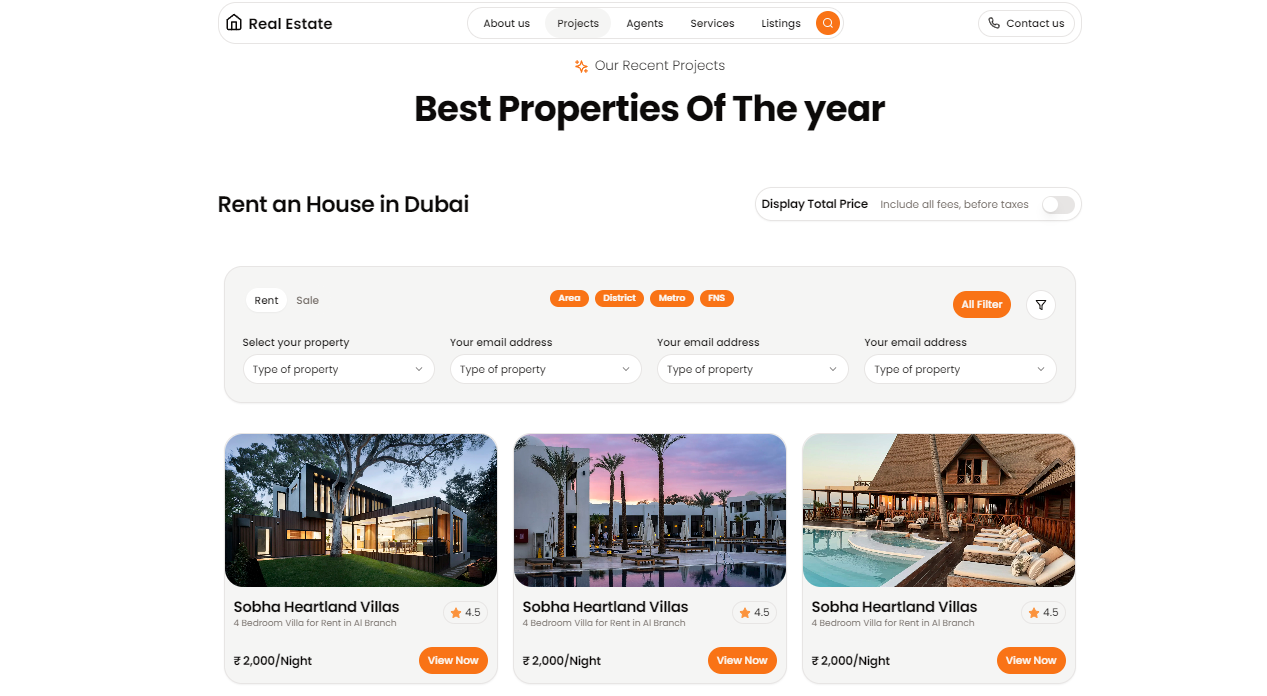 Real Estate
About us
Projects
Agents
Services
Listings
Contact us
Our Recent Projects
Best Properties Of The year
Rent an House in Dubai
Display Total Price
Include all fees, before taxes
Rent
Sale
Area
District
Metro
FNS
All Filter
Select your property
Your email address
Your email address
Your email address
Type of property
Type of property
Type of property
Type of property
Sobha Heartland Villas
4.5
4 Bedroom Villa for Rent in Al Branch
₹ 2,000/Night
View Now
Sobha Heartland Villas
4.5
4 Bedroom Villa for Rent in Al Branch
₹ 2,000/Night
View Now
Sobha Heartland Villas
4.5
4 Bedroom Villa for Rent in Al Branch
₹ 2,000/Night
View Now